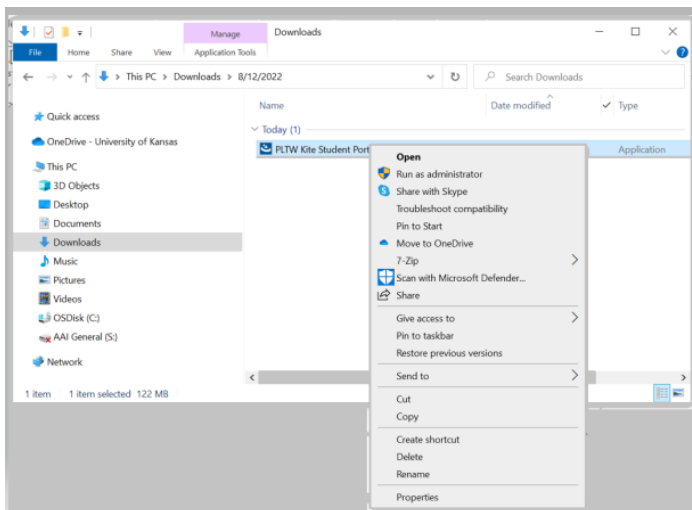 Manage
Downloads
File
Home
Share
View
Application Tools
This PC > Downloads > 8/12/2022
Search Downloads
Name
Date modified
Type
Quick access
Today (1)
OneDrive - University of Kansas
PLTW Kite Student Port
Application
This PC
3D Objects
Desktop
Documents
Downloads
Music
Pictures
Videos
OSDisk (C:)
AAI General (S:)
Network
1 item
1 item selected 122 MB
Open
Run as administrator
Share with Skype
Troubleshoot compatibility
Pin to Start
Move to OneDrive
7-Zip
Scan with Microsoft Defender...
Share
Give access to
Pin to taskbar
Restore previous versions
Send to
Cut
Copy
Create shortcut
Delete
Rename
Properties